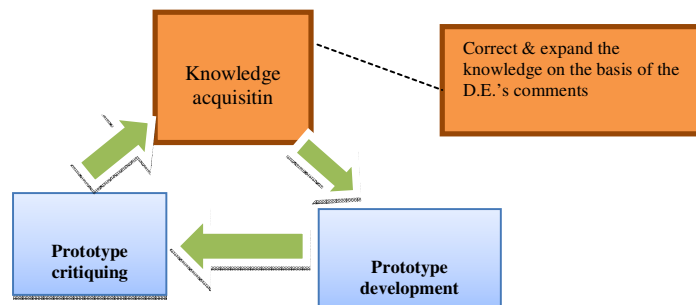 Knowledge
acquisitin
Correct & expand the
knowledge on the basis of the
D.E.'s comments
Prototype
critiquing
Prototype
development